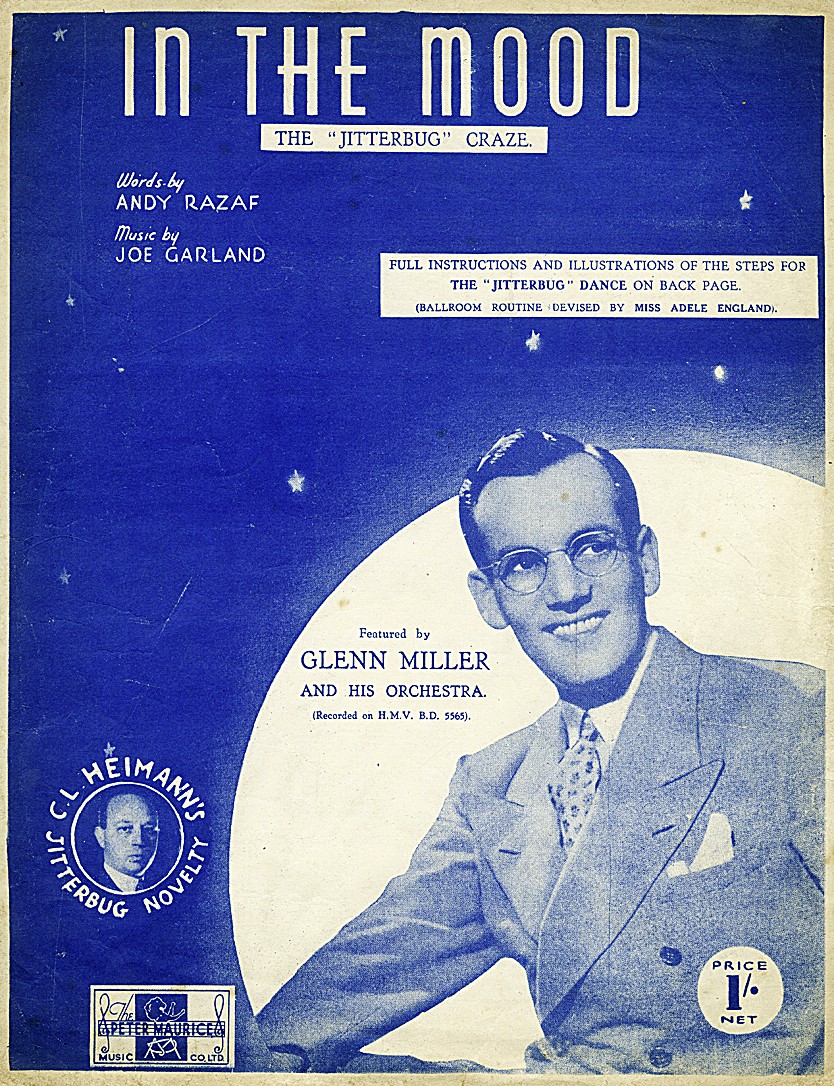 IN THE MOOD
THE "JITTERBUG" CRAZE.
Words by
ANDY RAZAF
Music by
JOE GARLAND
FULL INSTRUCTIONS AND ILLUSTRATIONS OF THE STEPS FOR
THE "JITTERBUG" DANCE ON BACK PAGE.
(BALLROOM ROUTINE DEVISED BY MISS ADELE ENGLAND).
Featured by
GLENN MILLER
AND HIS ORCHESTRA.
(Recorded on H.M.V. B.D. 5565).
C.L. HEIMANN'S
JITTERBUG NOVELTY
The
PETER MAURICE
MUSIC CO. LTD.
PRICE
1/-
NET